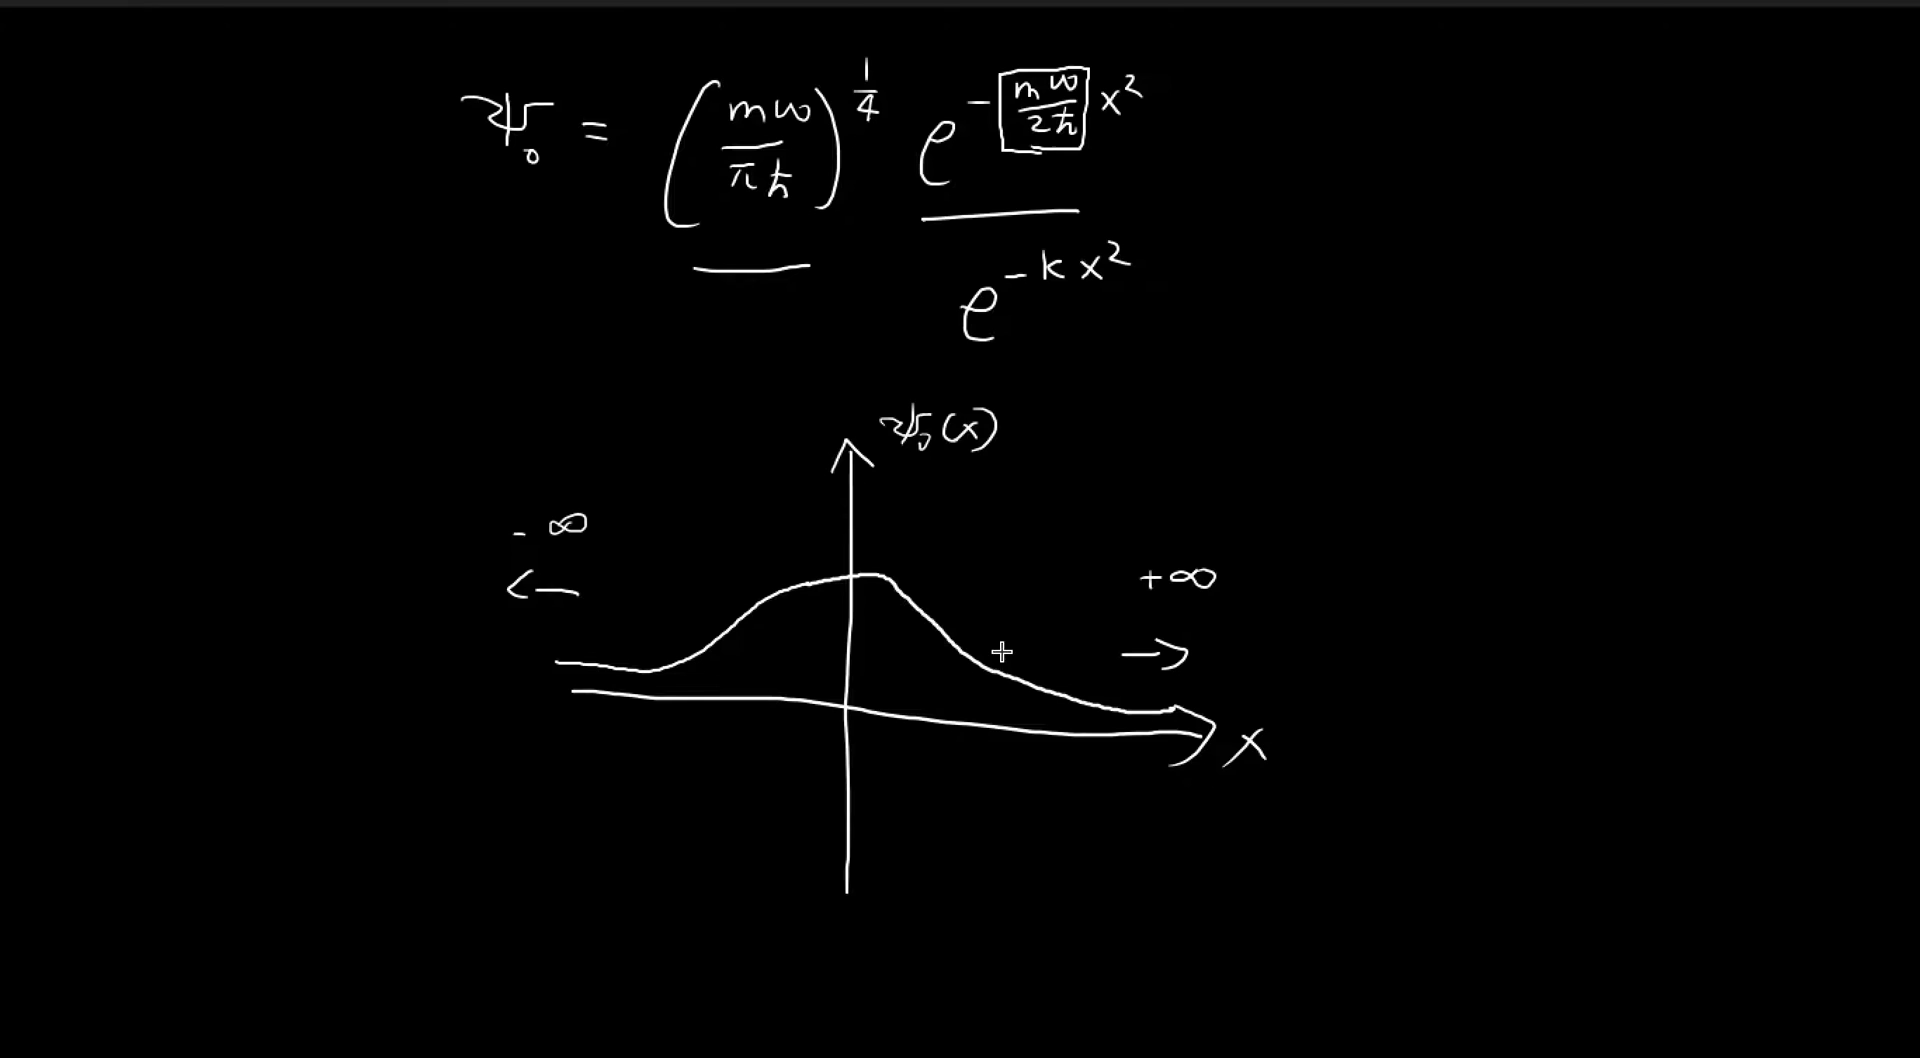 ψ₀ = (mω/πħ)^{1/4} e^{-[mω/2ħ]x²}
e^{-kx²}
ψ₀(x)
- ∞
+∞
x